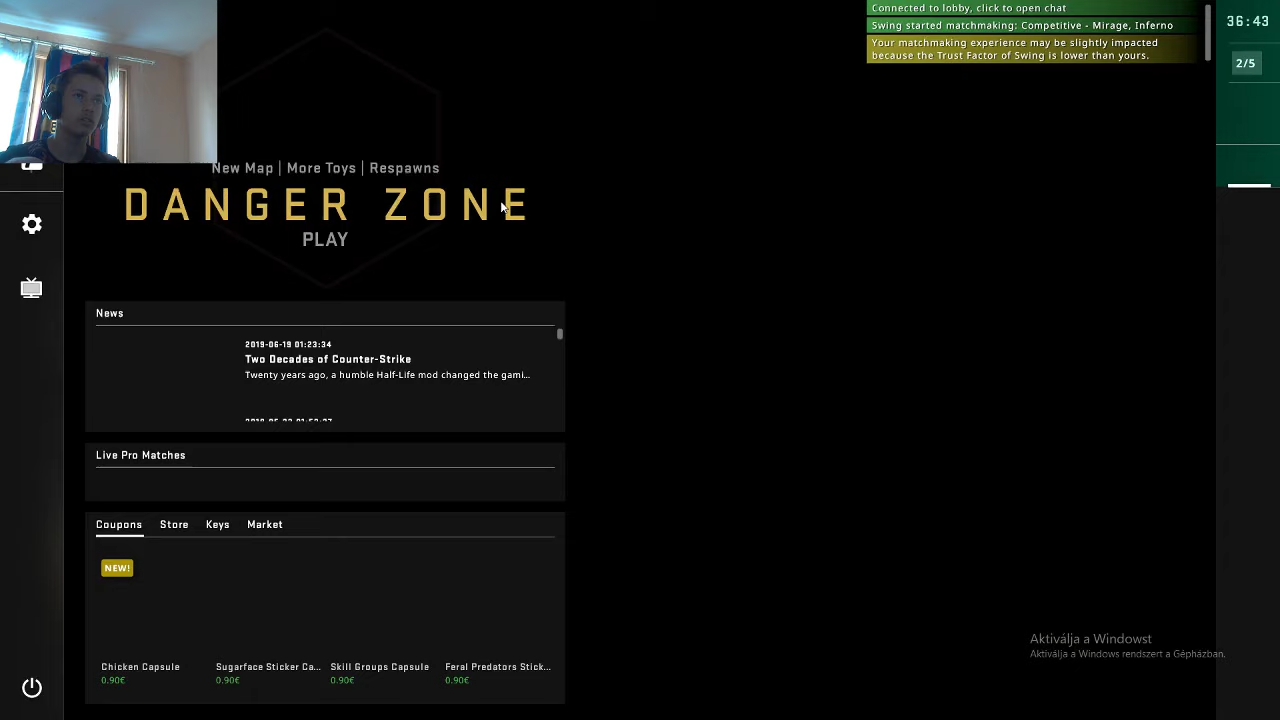 Connected to lobby, click to open chat
Swing started matchmaking: Competitive - Mirage, Inferno
Your matchmaking experience may be slightly impacted
because the Trust Factor of Swing is lower than yours.
36:43
2/5
New Map | More Toys | Respawns
DANGER ZONE
PLAY
News
2019-06-19 01:23:34
Two Decades of Counter-Strike
Twenty years ago, a humble Half-Life mod changed the gami...
Live Pro Matches
Coupons Store Keys Market
NEW!
Chicken Capsule Sugarface Sticker Ca... Skill Groups Capsule Feral Predators Stick...
0.90€ 0.90€ 0.90€ 0.90€
Aktiválja a Windowst
Aktiválja a Windows rendszert a Gépházban.